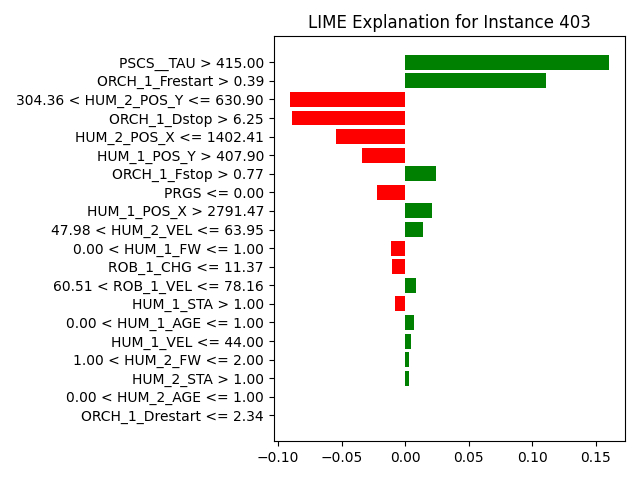 LIME Explanation for Instance 403
PSCS__TAU > 415.00
ORCH_1_Frestart > 0.39
304.36 < HUM_2_POS_Y <= 630.90
ORCH_1_Dstop > 6.25
HUM_2_POS_X <= 1402.41
HUM_1_POS_Y > 407.90
ORCH_1_Fstop > 0.77
PRGS <= 0.00
HUM_1_POS_X > 2791.47
47.98 < HUM_2_VEL <= 63.95
0.00 < HUM_1_FW <= 1.00
ROB_1_CHG <= 11.37
60.51 < ROB_1_VEL <= 78.16
HUM_1_STA > 1.00
0.00 < HUM_1_AGE <= 1.00
HUM_1_VEL <= 44.00
1.00 < HUM_2_FW <= 2.00
HUM_2_STA > 1.00
0.00 < HUM_2_AGE <= 1.00
ORCH_1_Drestart <= 2.34
−0.10 −0.05 0.00 0.05 0.10 0.15